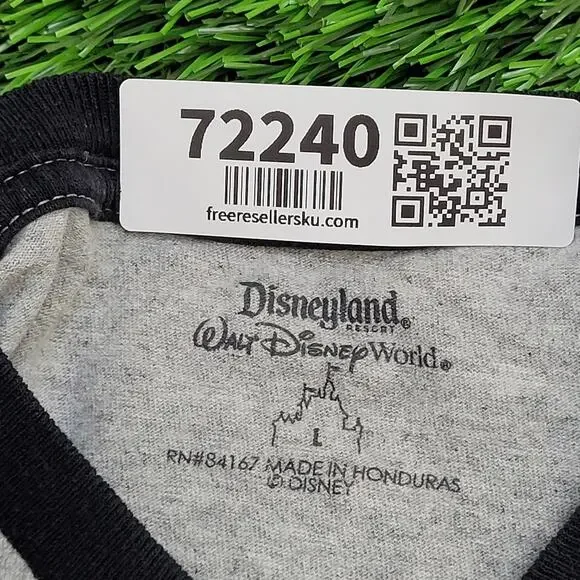 72240
freeresellersku.com
Disneyland®
RESORT
Walt Disney World®
L
RN#84167 MADE IN HONDURAS
© DISNEY